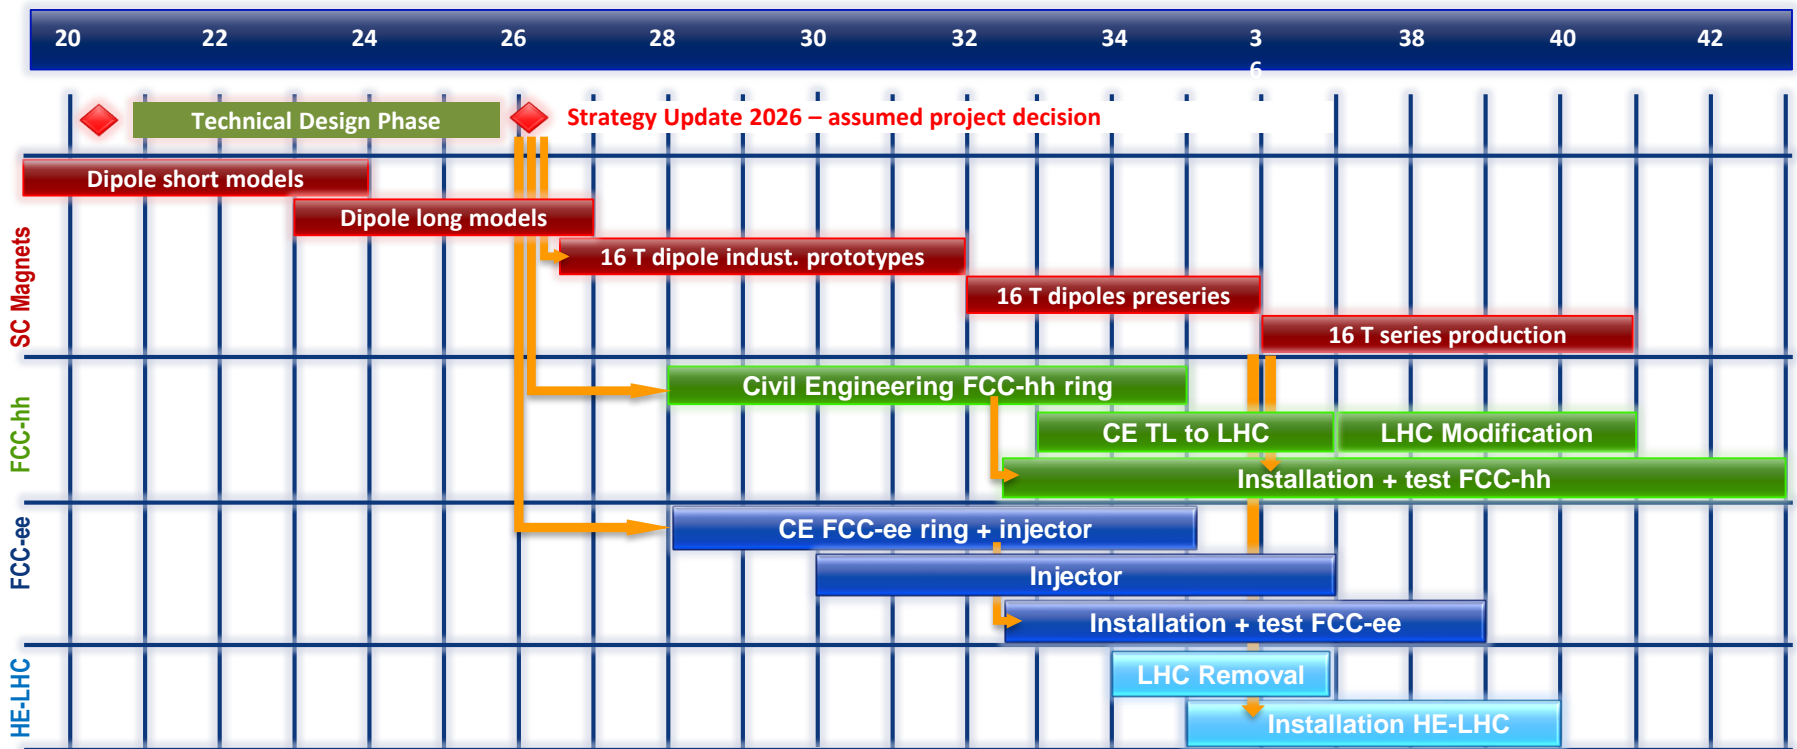 20 22 24 26 28 30 32 34 36 38 40 42
Technical Design Phase
Strategy Update 2026 – assumed project decision
SC Magnets
Dipole short models
Dipole long models
16 T dipole indust. prototypes
16 T dipoles preseries
16 T series production
FCC-hh
Civil Engineering FCC-hh ring
CE TL to LHC
LHC Modification
Installation + test FCC-hh
FCC-ee
CE FCC-ee ring + injector
Injector
Installation + test FCC-ee
HE-LHC
LHC Removal
Installation HE-LHC